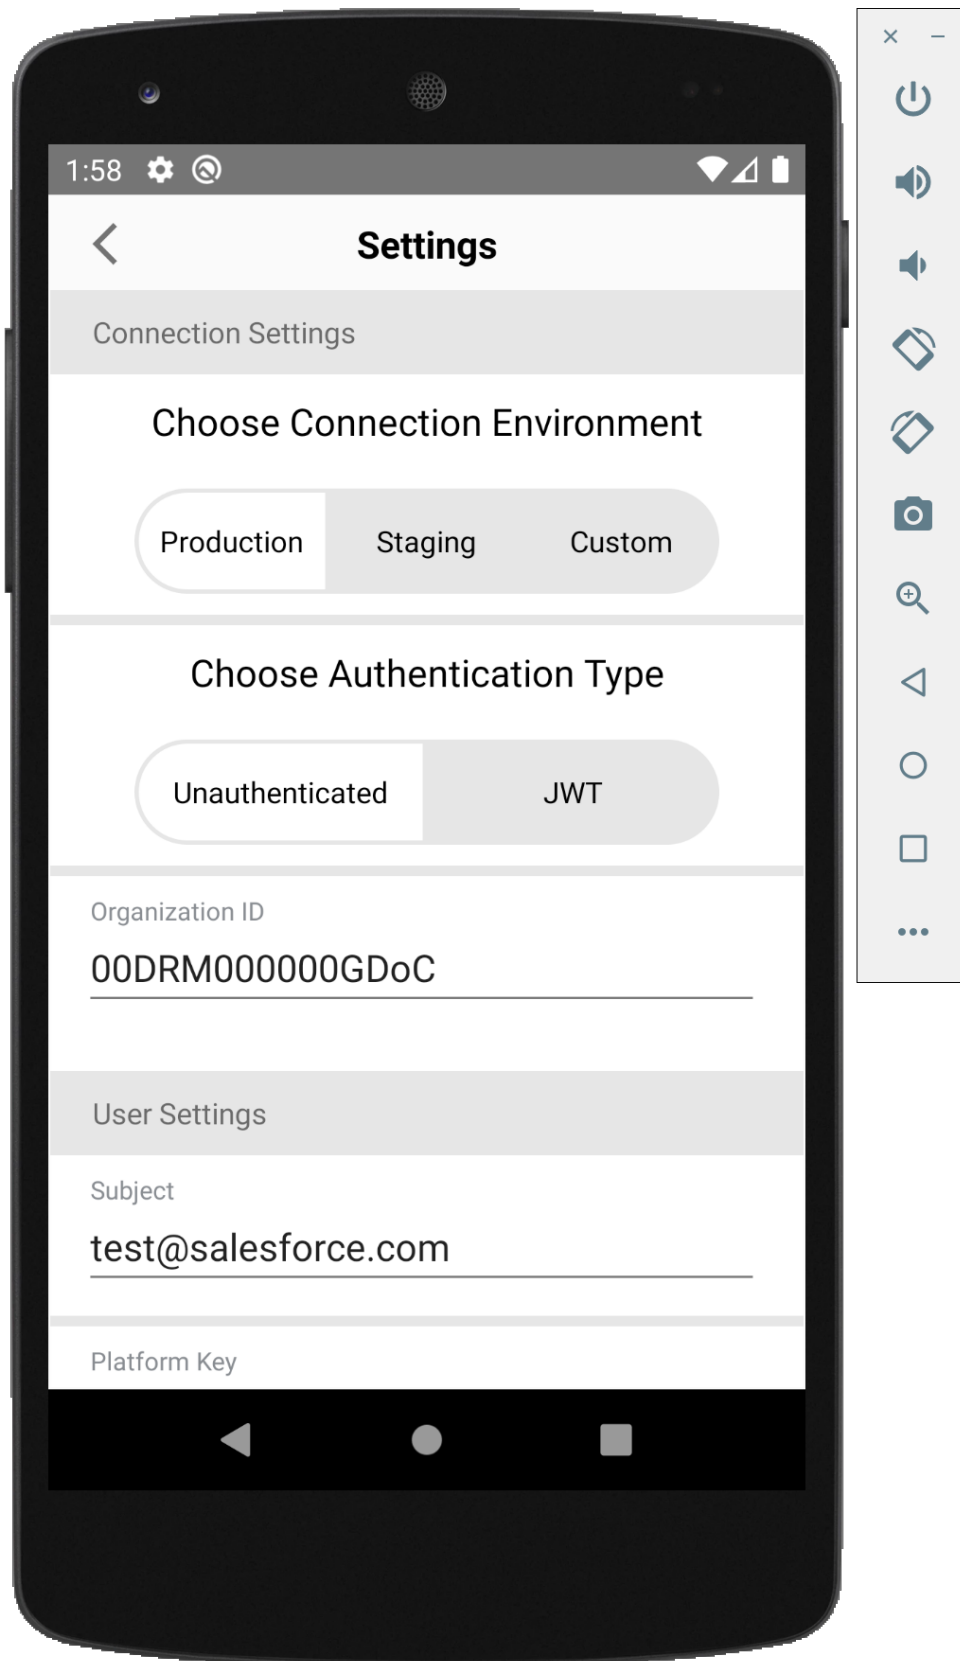 1:58
Settings
Connection Settings
Choose Connection Environment
Production Staging Custom
Choose Authentication Type
Unauthenticated JWT
Organization ID
00DRM000000GDoC
User Settings
Subject
test@salesforce.com
Platform Key